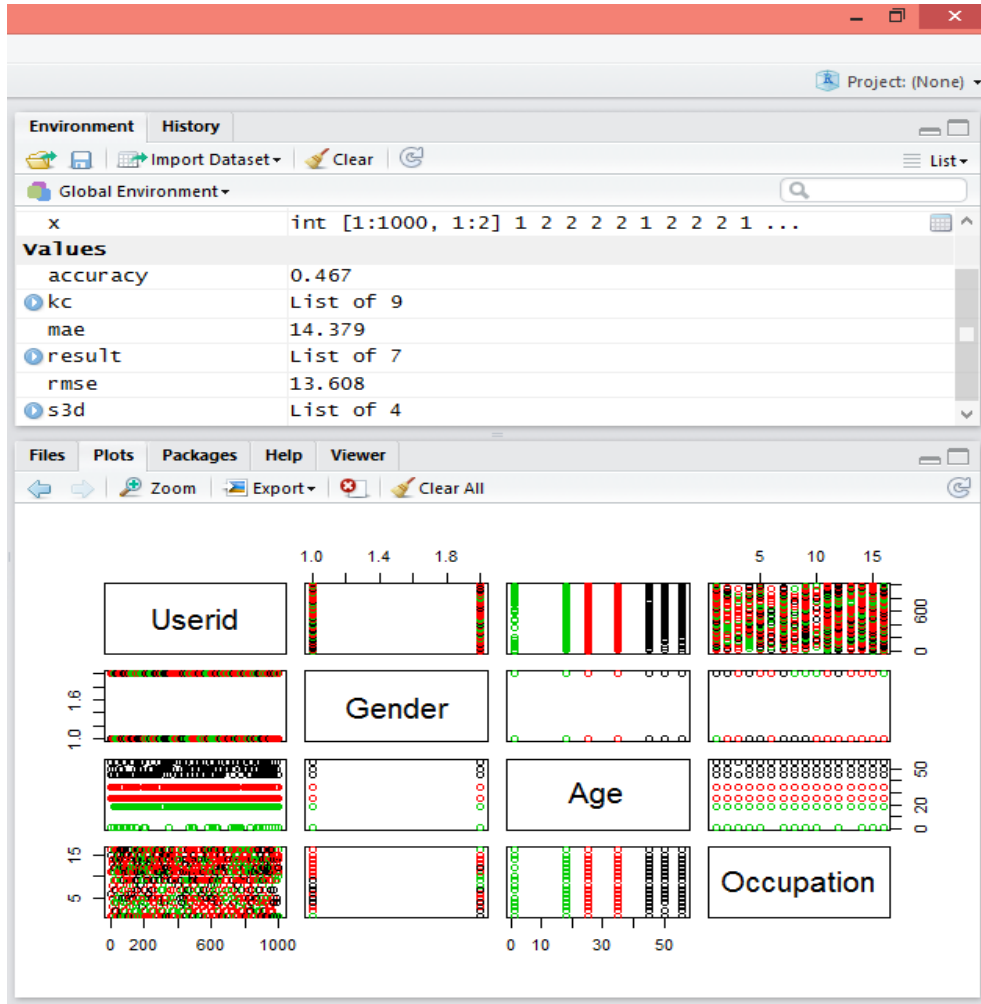 Project: (None)
Environment History
Import Dataset Clear List
Global Environment
x int [1:1000, 1:2] 1 2 2 2 2 1 2 2 2 1 ...
Values
accuracy 0.467
kc List of 9
mae 14.379
result List of 7
rmse 13.608
s3d List of 4
Files Plots Packages Help Viewer
Zoom Export Clear All
1.0 1.4 1.8 5 10 15
Userid 0 600
1.0 1.6 Gender
Age 0 20 50
5 15 Occupation
0 200 600 1000 0 10 30 50